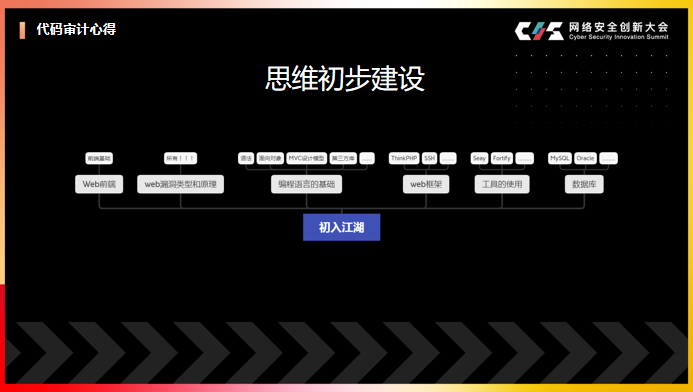 代码审计心得
网络安全创新大会
Cyber Security Innovation Summit
思维初步建设
前端基础 所有！！！ 语法 面向对象 MVC设计模型 第三方库 ...... ThinkPHP SSH ...... Seay Fortify ...... MySQL Oracle ......
Web前端 web漏洞类型和原理 编程语言的基础 web框架 工具的使用 数据库
初入江湖